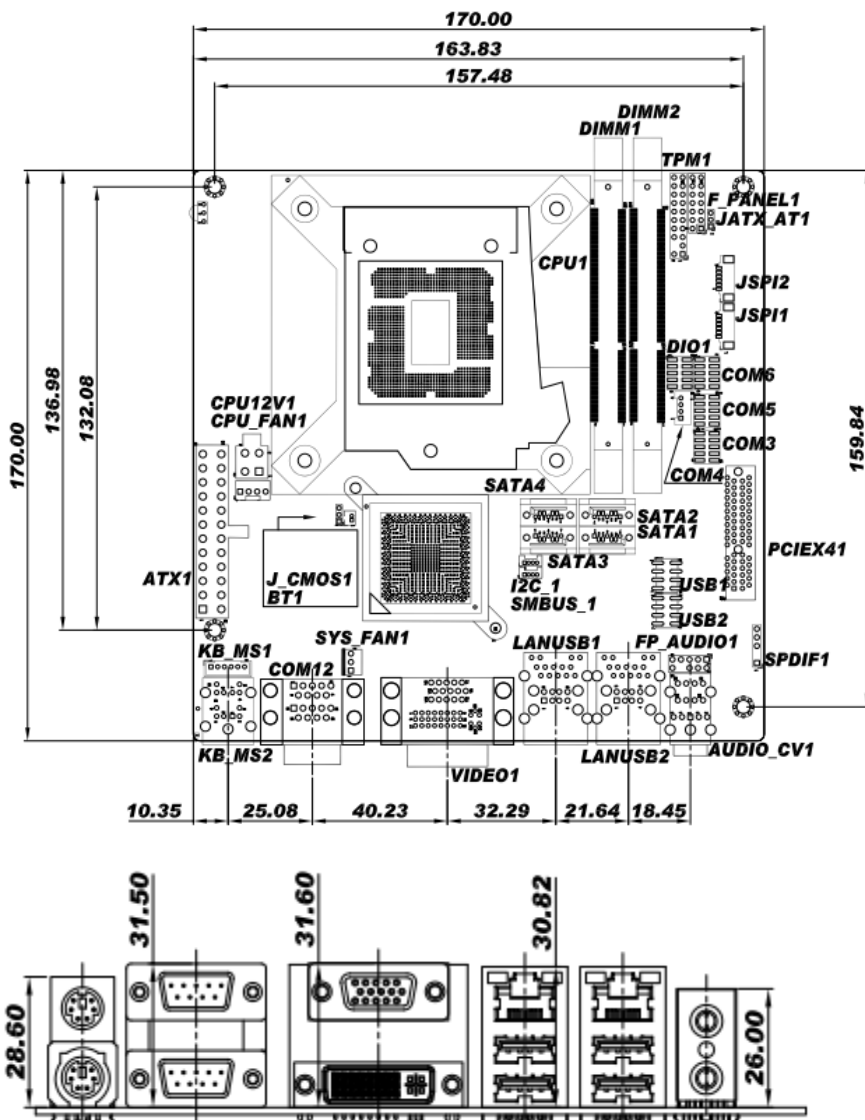 170.00
163.83
157.48
DIMM2
DIMM1
TPM1
F_PANEL1
JATX_AT1
CPU1
JSPI2
JSPI1
DIO1
COM6
COM5
COM3
COM4
170.00
136.98
132.08
159.84
CPU12V1
CPU_FAN1
SATA4
SATA2
SATA1
SATA3
PCIEX41
ATX1
J_CMOS1
BT1
I2C_1
SMBUS_1
USB1
USB2
SYS_FAN1
LANUSB1
FP_AUDIO1
KB_MS1
COM12
SPDIF1
KB_MS2
VIDEO1
LANUSB2
AUDIO_CV1
10.35
25.08
40.23
32.29
21.64
18.45
28.60
31.50
31.60
30.82
26.00